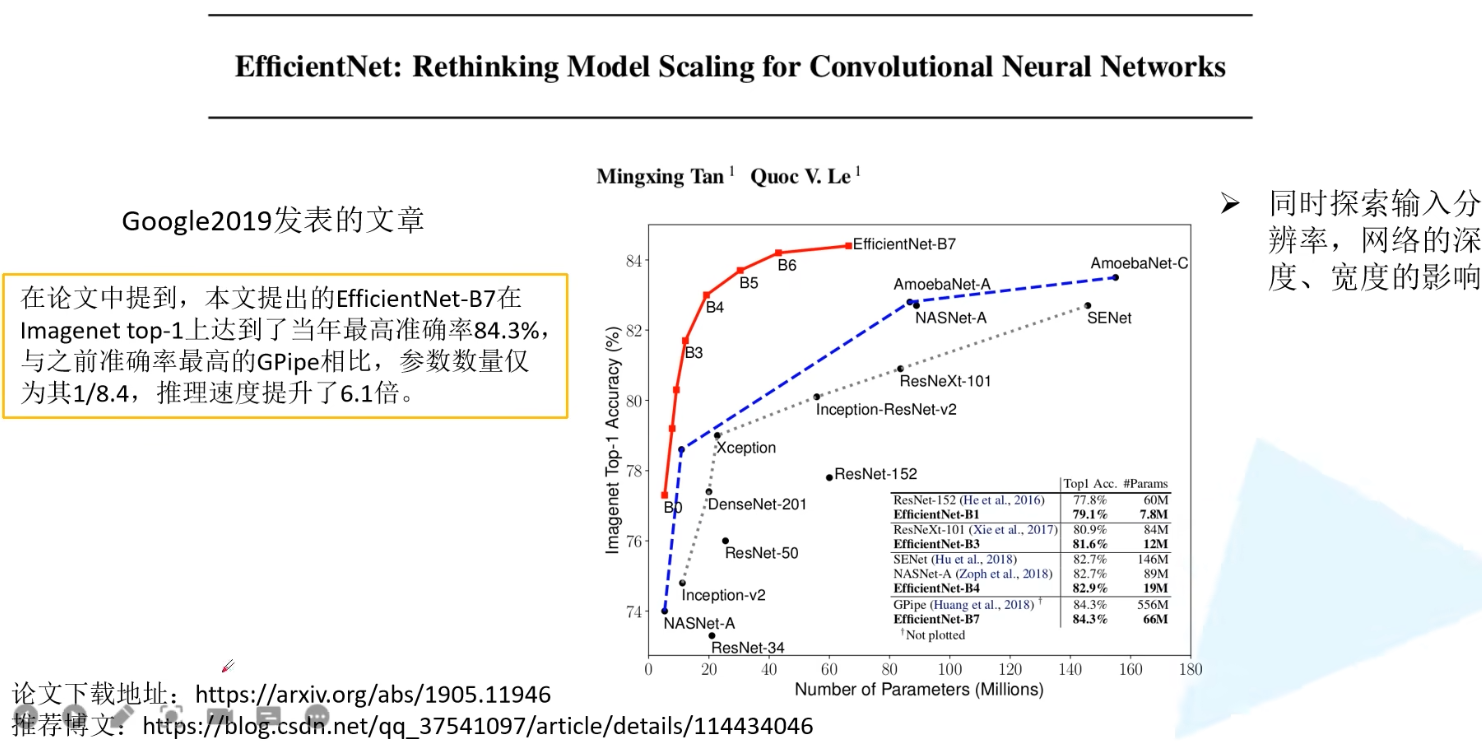 EfficientNet: Rethinking Model Scaling for Convolutional Neural Networks
Mingxing Tan 1 Quoc V. Le 1
Google2019发表的文章
在论文中提到，本文提出的EfficientNet-B7在
Imagenet top-1上达到了当年最高准确率84.3%，
与之前准确率最高的GPipe相比，参数数量仅
为其1/8.4，推理速度提升了6.1倍。
➢ 同时探索输入分
辨率，网络的深
度、宽度的影响
Imagenet Top-1 Accuracy (%)
84
82
80
78
76
74
EfficientNet-B7
B6
B5
B4
B3
B0
AmoebaNet-C
AmoebaNet-A
NASNet-A
SENet
ResNeXt-101
Inception-ResNet-v2
Xception
ResNet-152
DenseNet-201
ResNet-50
Inception-v2
NASNet-A
ResNet-34
Top1 Acc. #Params
ResNet-152 (He et al., 2016) 77.8% 60M
EfficientNet-B1 79.1% 7.8M
ResNeXt-101 (Xie et al., 2017) 80.9% 84M
EfficientNet-B3 81.6% 12M
SENet (Hu et al., 2018) 82.7% 146M
NASNet-A (Zoph et al., 2018) 82.7% 89M
EfficientNet-B4 82.9% 19M
GPipe (Huang et al., 2018) † 84.3% 556M
EfficientNet-B7 84.3% 66M
†Not plotted
0 20 40 60 80 100 120 140 160 180
Number of Parameters (Millions)
论文下载地址：https://arxiv.org/abs/1905.11946
推荐博文：https://blog.csdn.net/qq_37541097/article/details/114434046